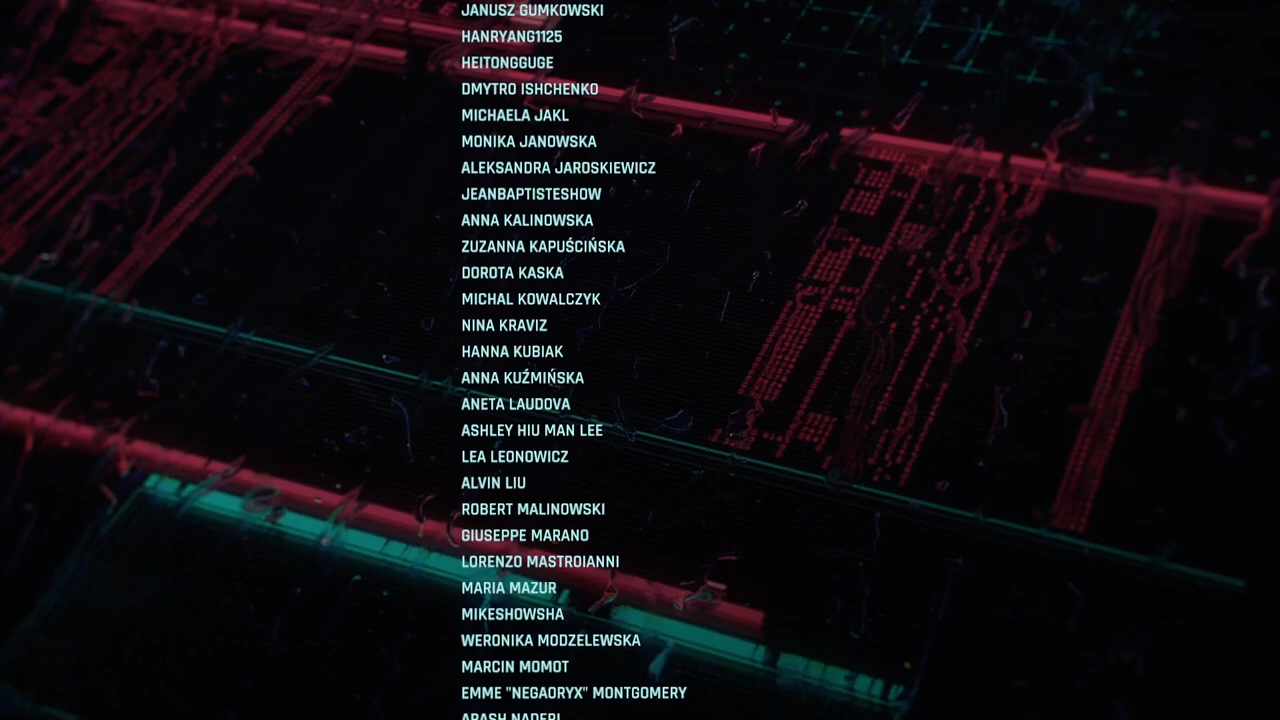 JANUSZ GUMKOWSKI
HANRYANG1125
HEITONGGUGE
DMYTRO ISHCHENKO
MICHAELA JAKL
MONIKA JANOWSKA
ALEKSANDRA JAROSKIEWICZ
JEANBAPTISTESHOW
ANNA KALINOWSKA
ZUZANNA KAPUŚCIŃSKA
DOROTA KASKA
MICHAL KOWALCZYK
NINA KRAVIZ
HANNA KUBIAK
ANNA KUŹMIŃSKA
ANETA LAUDOVA
ASHLEY HIU MAN LEE
LEA LEONOWICZ
ALVIN LIU
ROBERT MALINOWSKI
GIUSEPPE MARANO
LORENZO MASTROIANNI
MARIA MAZUR
MIKESHOWSHA
WERONIKA MODZELEWSKA
MARCIN MOMOT
EMME "NEGAORYX" MONTGOMERY
ARASH NADERI